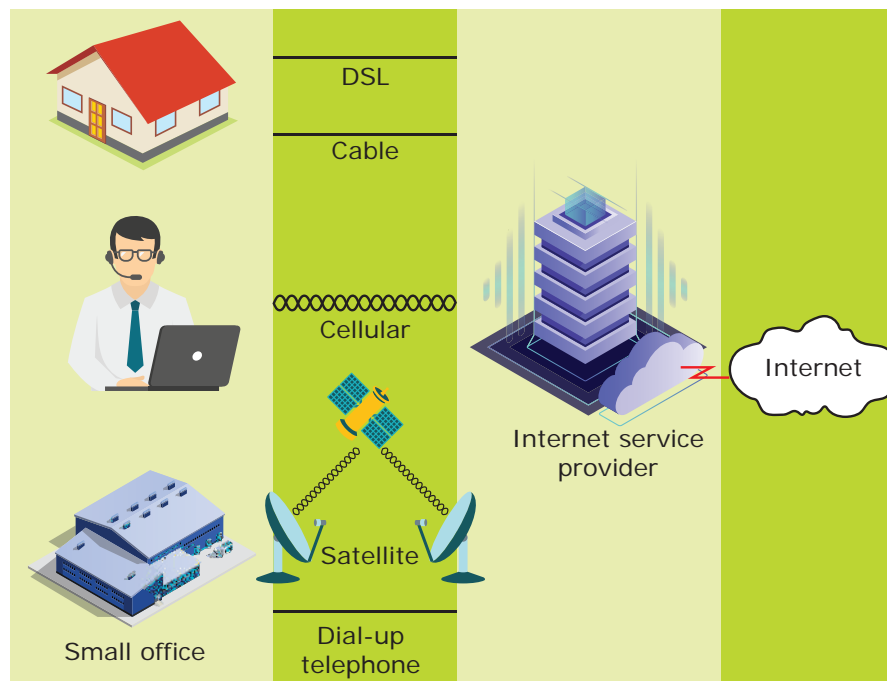 DSL
Cable
Cellular
Internet
Internet service
provider
Satellite
Small office
Dial-up
telephone